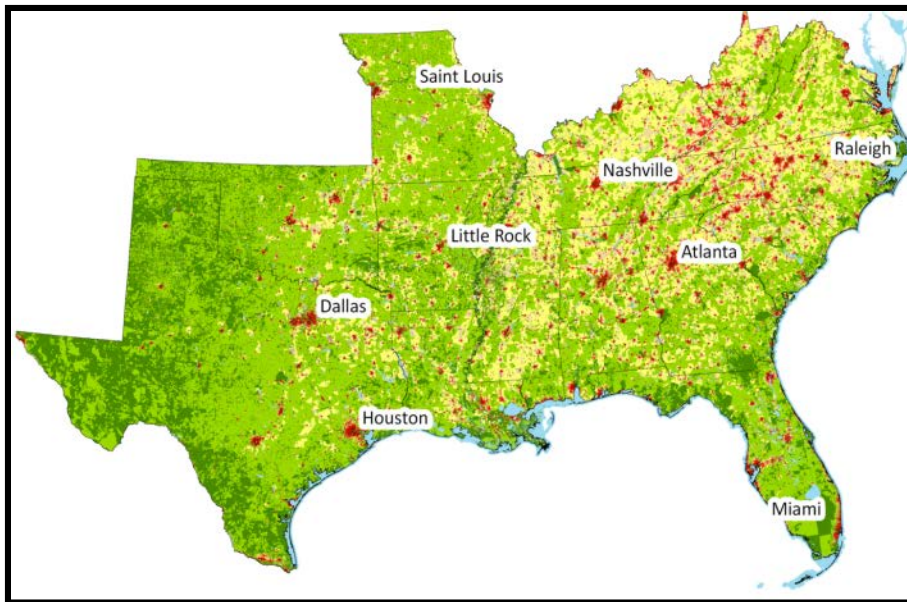 Saint Louis
Raleigh
Nashville
Little Rock
Atlanta
Dallas
Houston
Miami